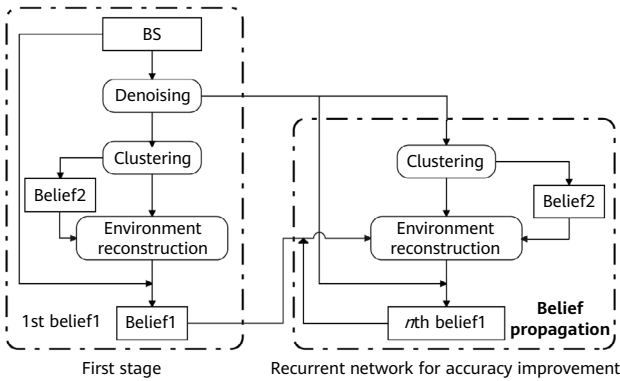 BS
Denoising
Clustering
Belief2
Environment
reconstruction
1st belief1
Belief1
First stage
Clustering
Belief2
Environment
reconstruction
nth belief1
Belief
propagation
Recurrent network for accuracy improvement